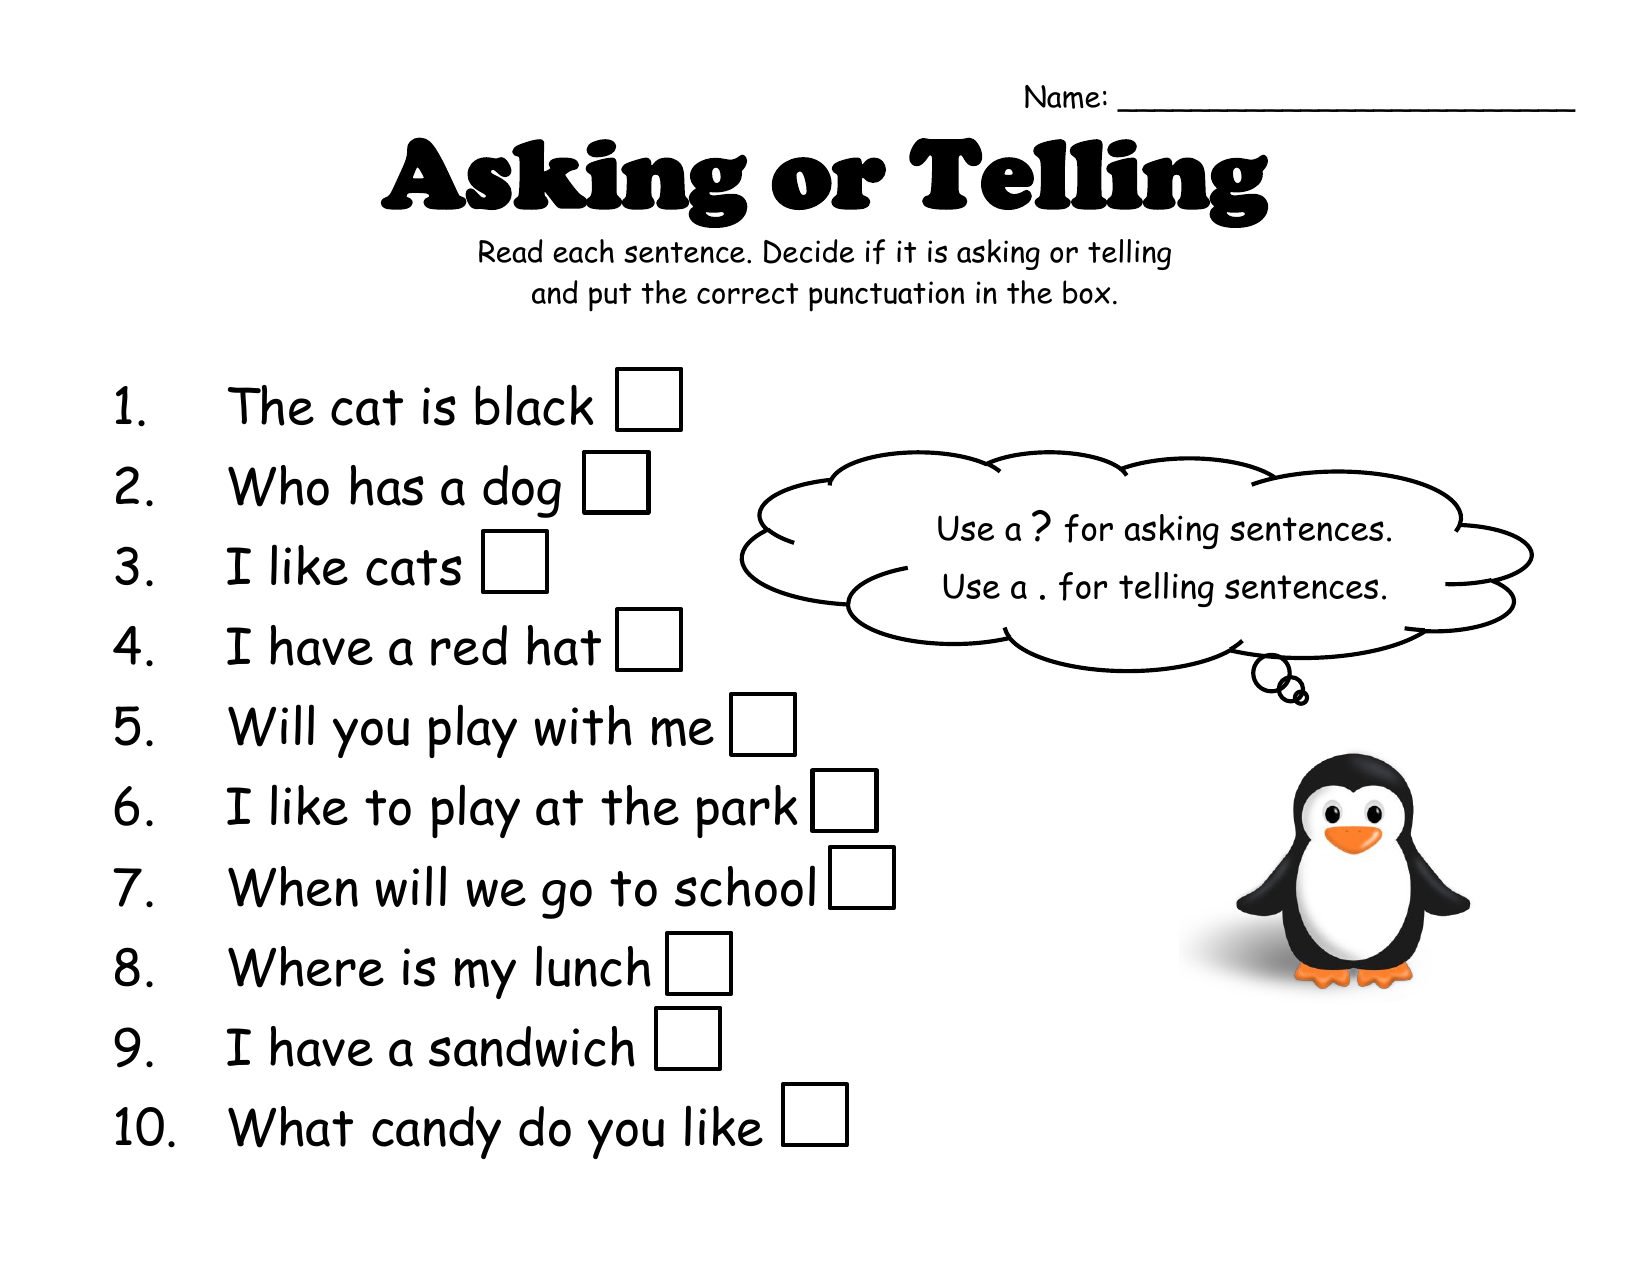 Name: ___________________________
Asking or Telling
Read each sentence. Decide if it is asking or telling
and put the correct punctuation in the box.
1. The cat is black
2. Who has a dog
3. I like cats
4. I have a red hat
5. Will you play with me
6. I like to play at the park
7. When will we go to school
8. Where is my lunch
9. I have a sandwich
10. What candy do you like
Use a ? for asking sentences.
Use a . for telling sentences.